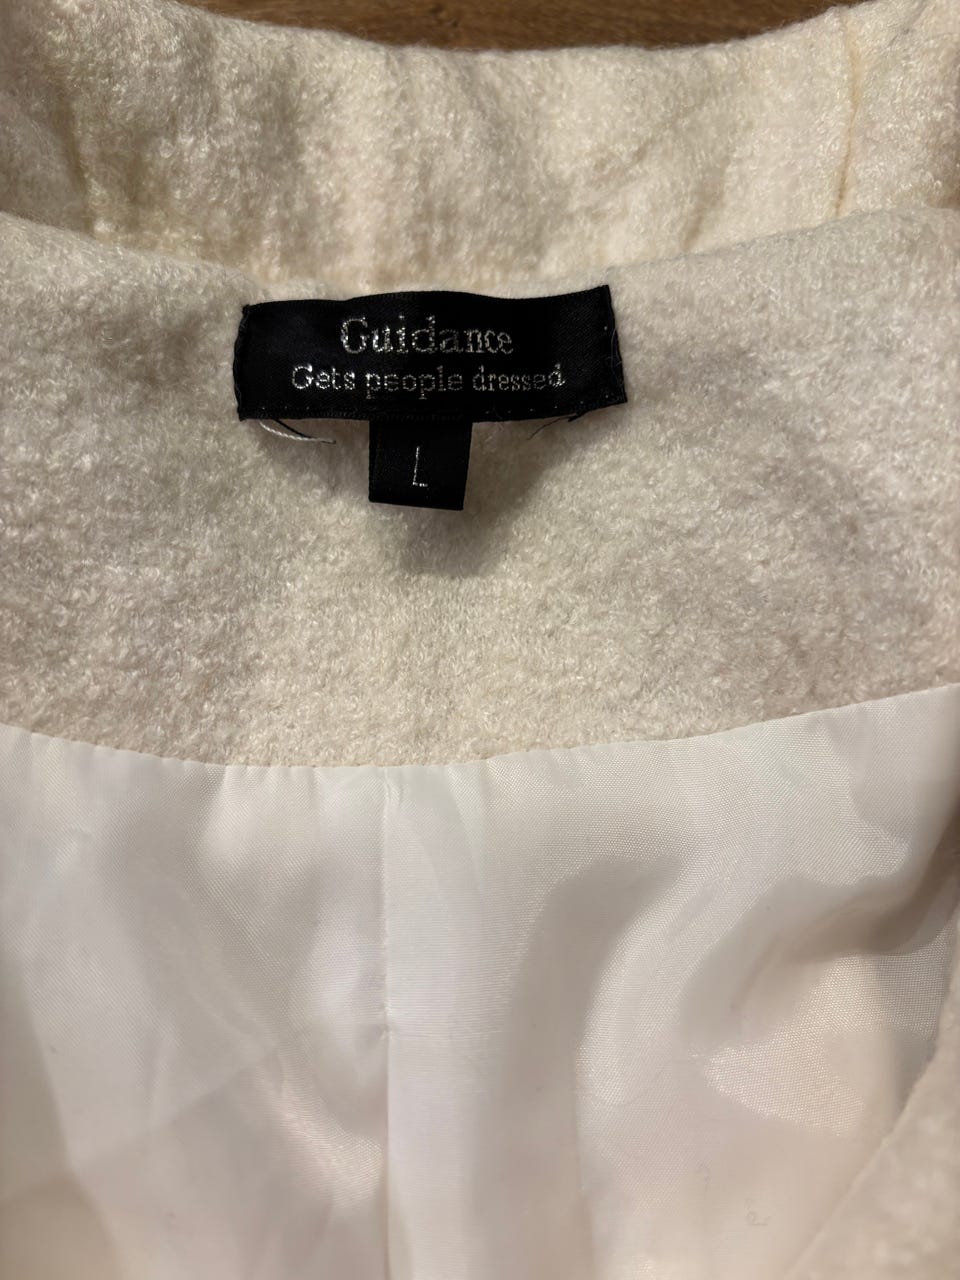 Guidance
Gets people dressed
L